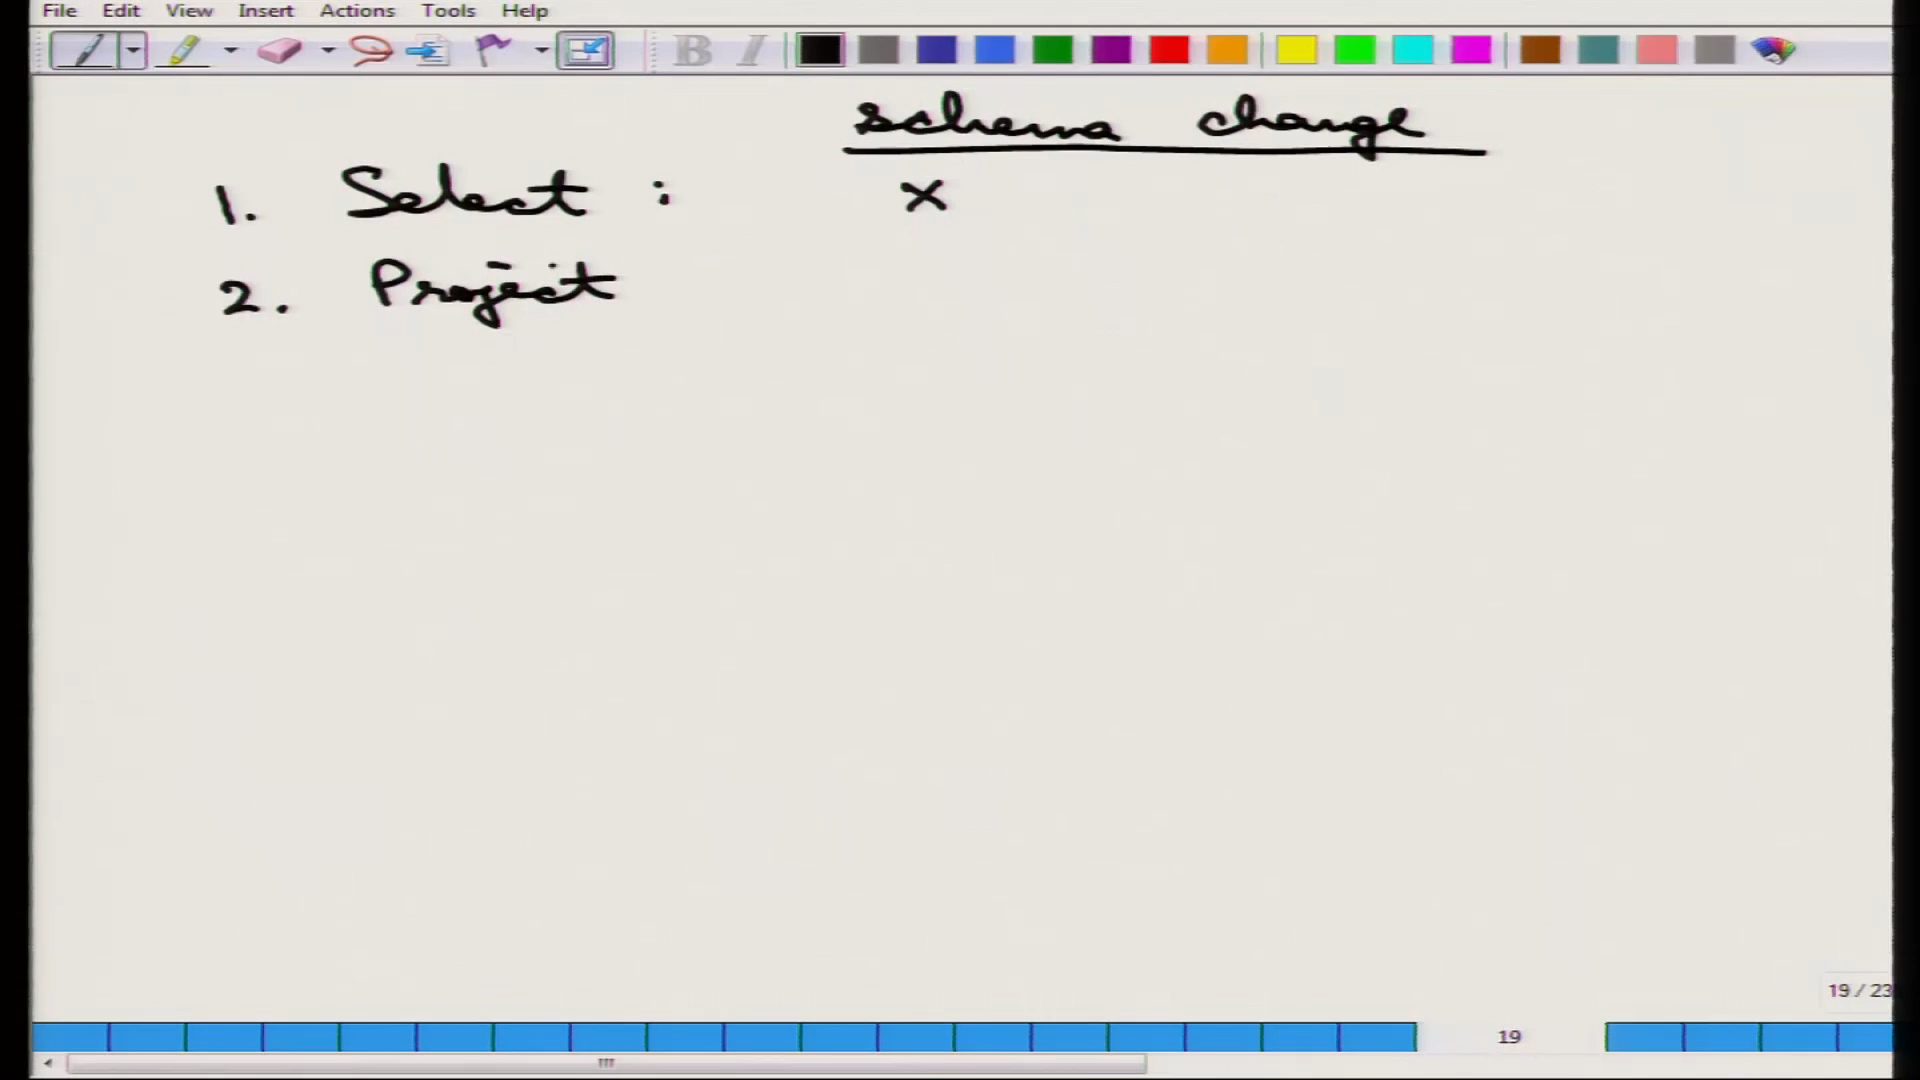 File Edit View Insert Actions Tools Help
B I
schema change
1. Select : x
2. Project
19 / 23
19